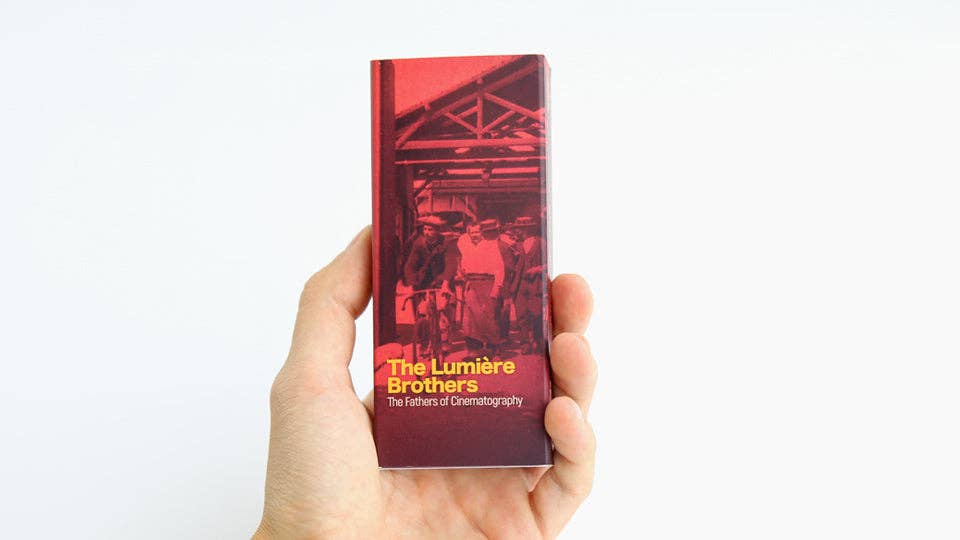 The Lumière
Brothers
The Fathers of Cinematography